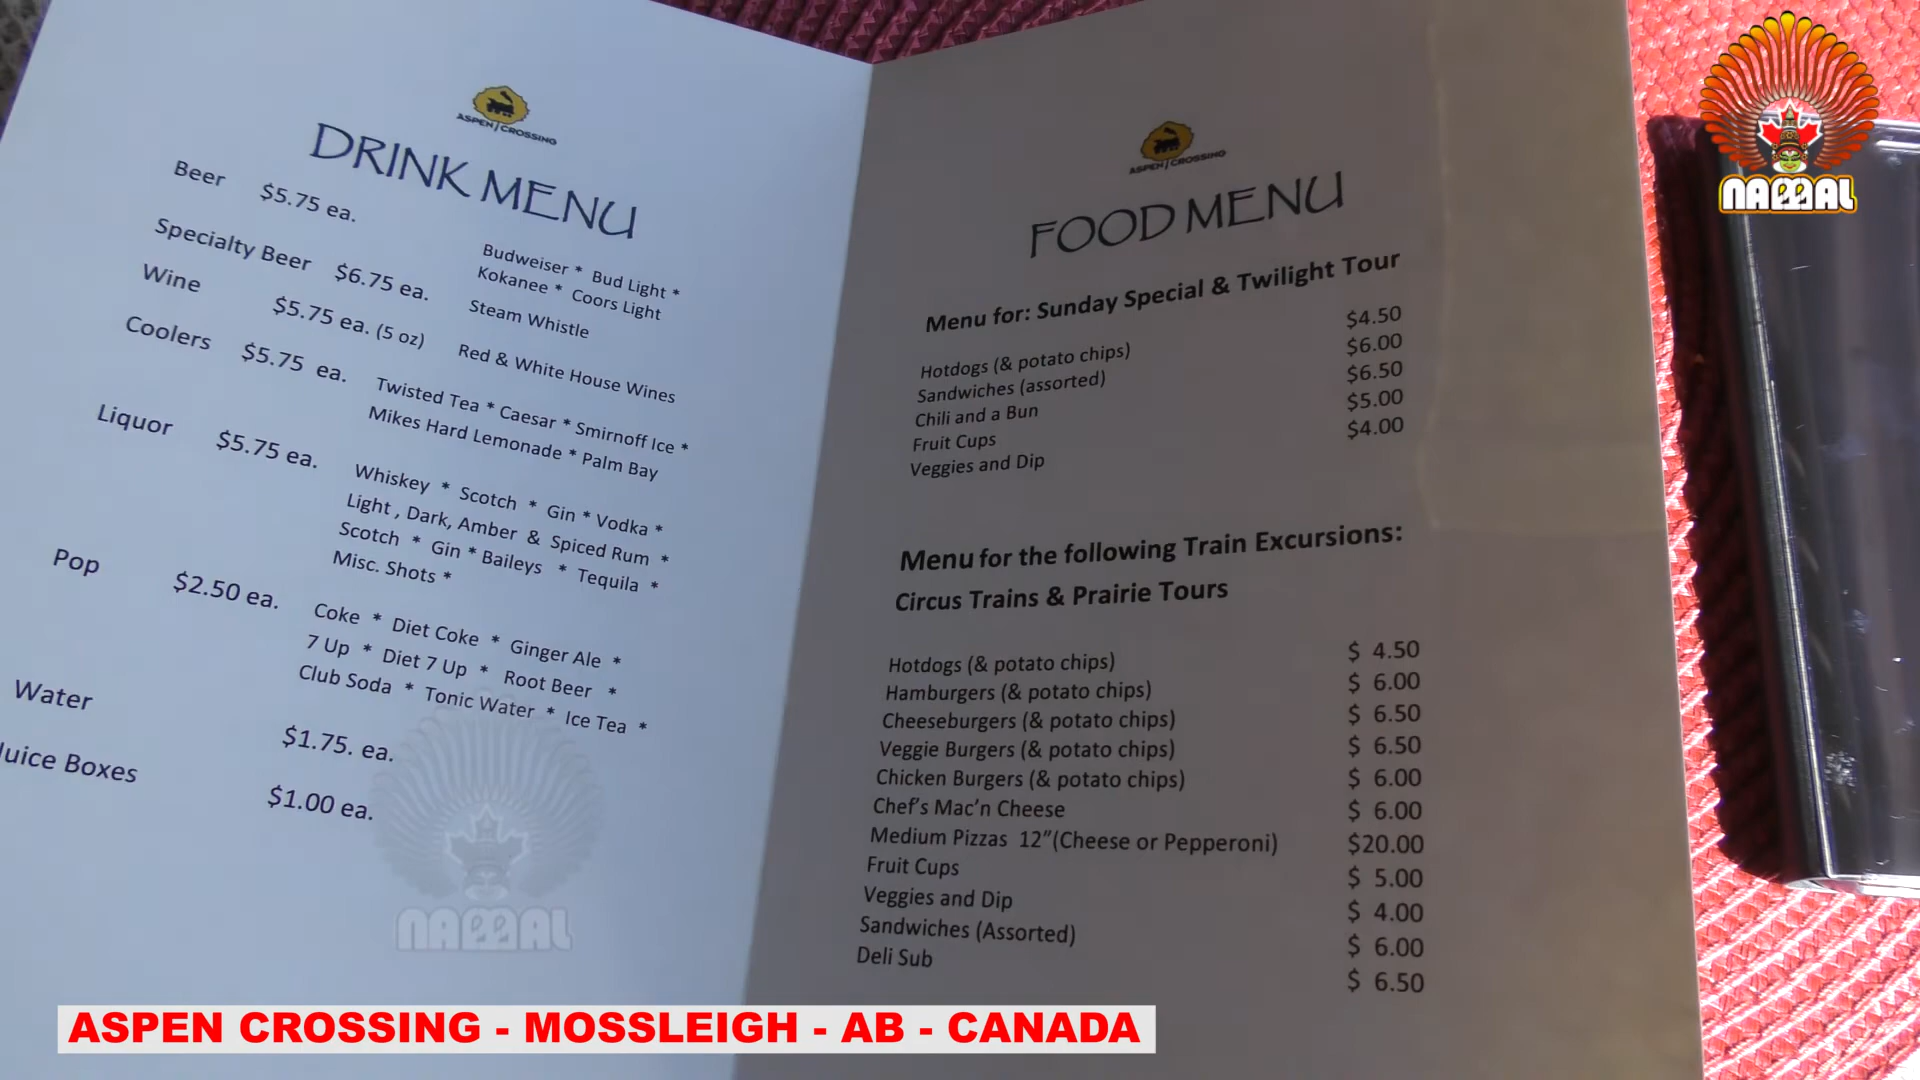 ASPEN CROSSING
DRINK MENU
Beer $5.75 ea.
Budweiser * Bud Light *
Kokanee * Coors Light
Specialty Beer $6.75 ea.
Steam Whistle
Wine $5.75 ea. (5 oz)
Red & White House Wines
Coolers $5.75 ea.
Twisted Tea * Caesar * Smirnoff Ice *
Mikes Hard Lemonade * Palm Bay
Liquor $5.75 ea.
Whiskey * Scotch * Gin * Vodka *
Light , Dark, Amber & Spiced Rum *
Scotch * Gin * Baileys * Tequila *
Misc. Shots *
Pop $2.50 ea.
Coke * Diet Coke * Ginger Ale *
7 Up * Diet 7 Up * Root Beer *
Club Soda * Tonic Water * Ice Tea *
Water $1.75. ea.
Juice Boxes $1.00 ea.
ASPEN CROSSING
FOOD MENU
Menu for: Sunday Special & Twilight Tour
Hotdogs (& potato chips) $4.50
Sandwiches (assorted) $6.00
Chili and a Bun $6.50
Fruit Cups $5.00
Veggies and Dip $4.00
Menu for the following Train Excursions:
Circus Trains & Prairie Tours
Hotdogs (& potato chips) $ 4.50
Hamburgers (& potato chips) $ 6.00
Cheeseburgers (& potato chips) $ 6.50
Veggie Burgers (& potato chips) $ 6.50
Chicken Burgers (& potato chips) $ 6.00
Chef's Mac'n Cheese $ 6.00
Medium Pizzas 12"(Cheese or Pepperoni) $20.00
Fruit Cups $ 5.00
Veggies and Dip $ 4.00
Sandwiches (Assorted) $ 6.00
Deli Sub $ 6.50
ASPEN CROSSING - MOSSLEIGH - AB - CANADA